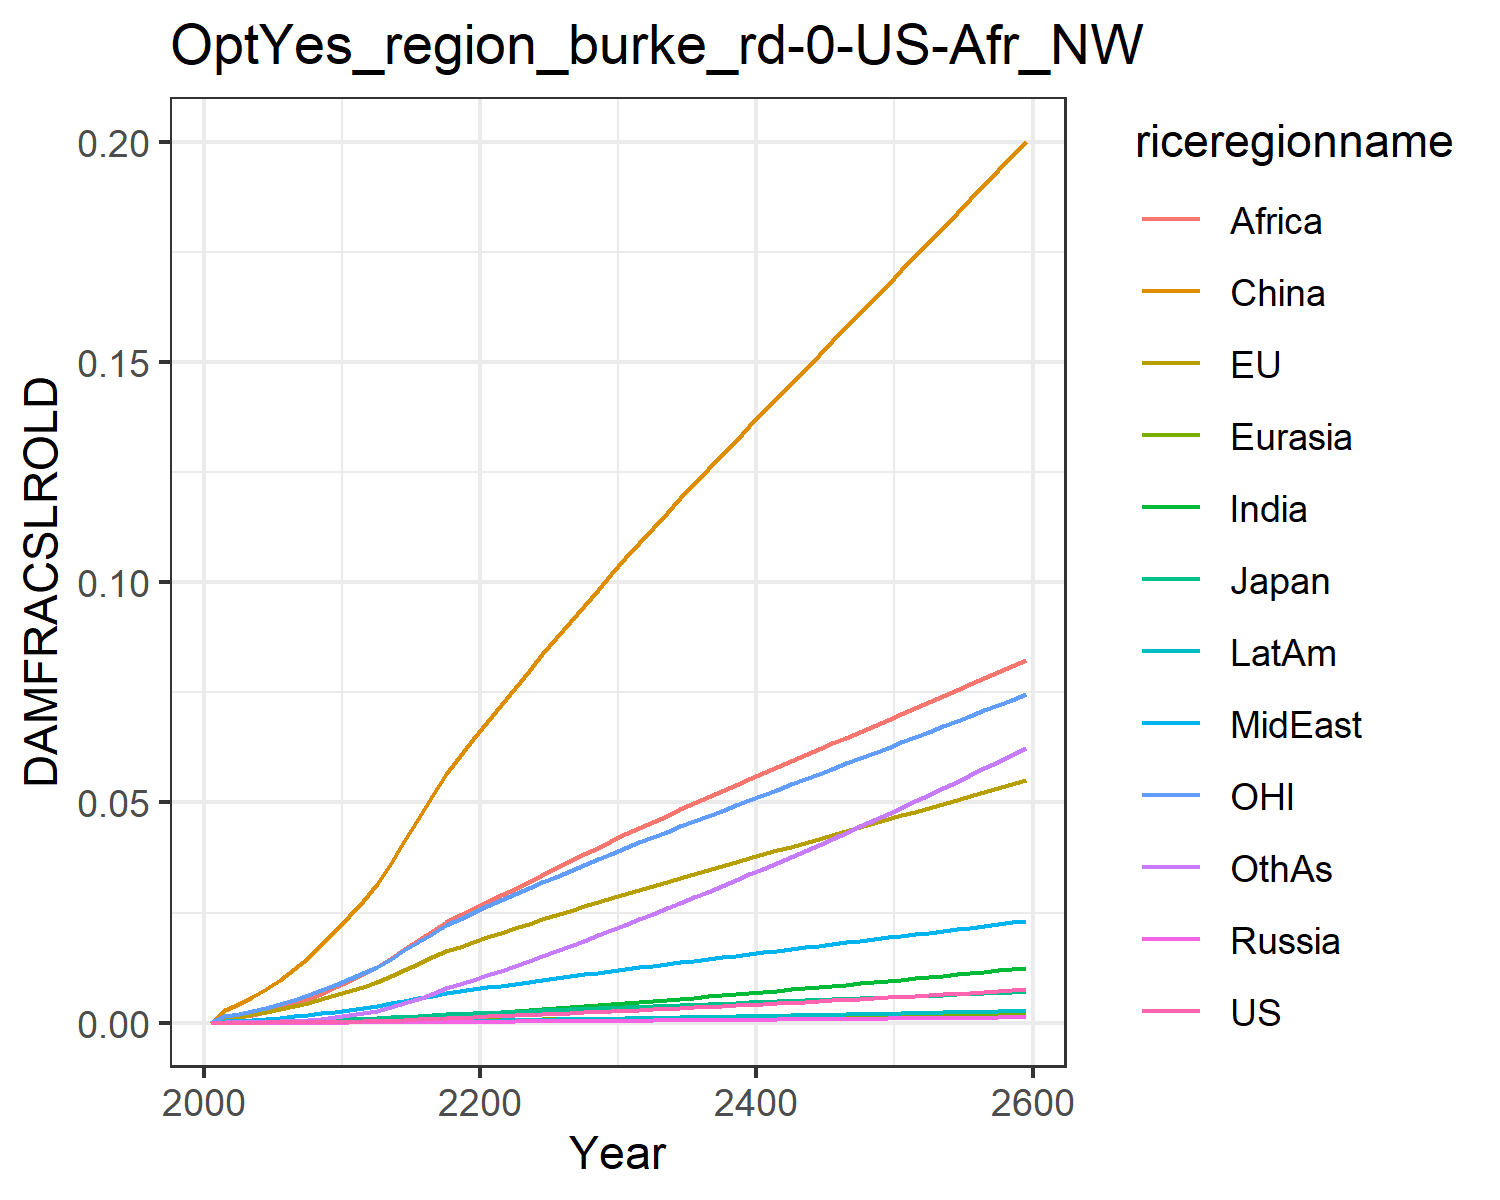 OptYes_region_burke_rd-0-US-Afr_NW
DAMFRACSLROLD
0.20
0.15
0.10
0.05
0.00
2000 2200 2400 2600
Year
riceregionname
Africa
China
EU
Eurasia
India
Japan
LatAm
MidEast
OHI
OthAs
Russia
US